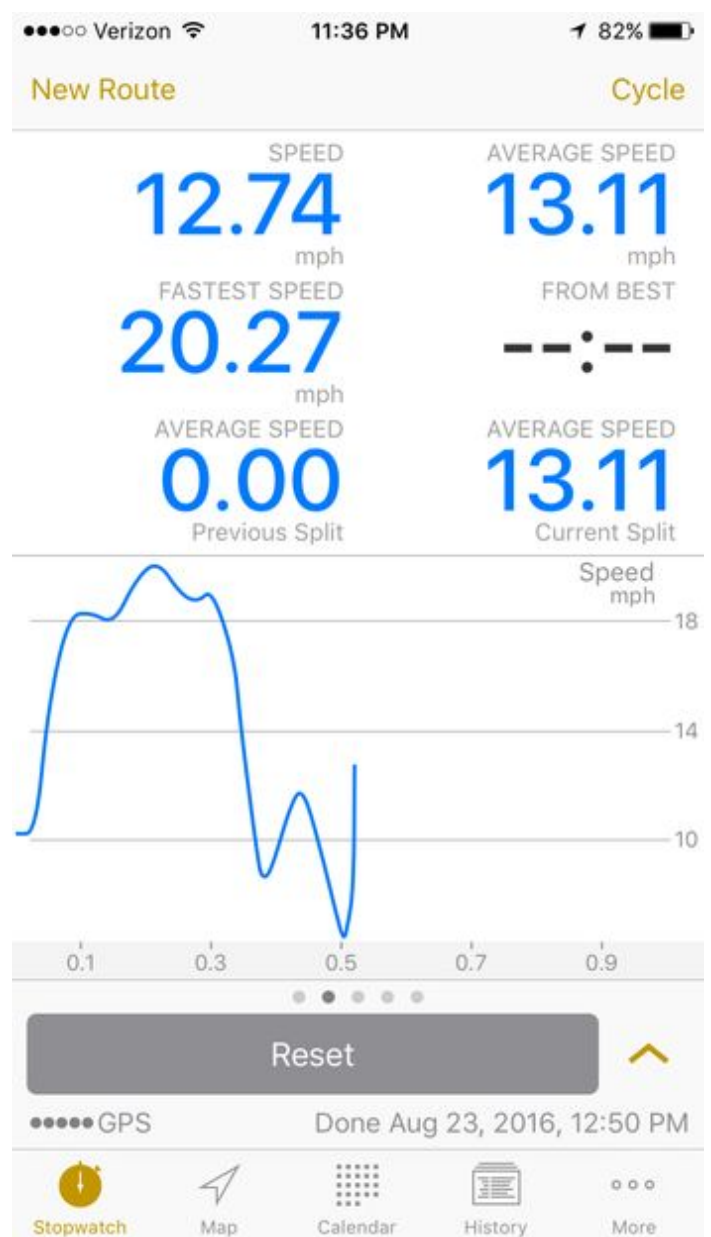 Verizon 11:36 PM 82%
New Route Cycle
SPEED AVERAGE SPEED
12.74 13.11
mph mph
FASTEST SPEED FROM BEST
20.27 --:--
mph
AVERAGE SPEED AVERAGE SPEED
0.00 13.11
Previous Split Current Split
Speed
mph
18
14
10
0.1 0.3 0.5 0.7 0.9
Reset
GPS Done Aug 23, 2016, 12:50 PM
Stopwatch Map Calendar History More